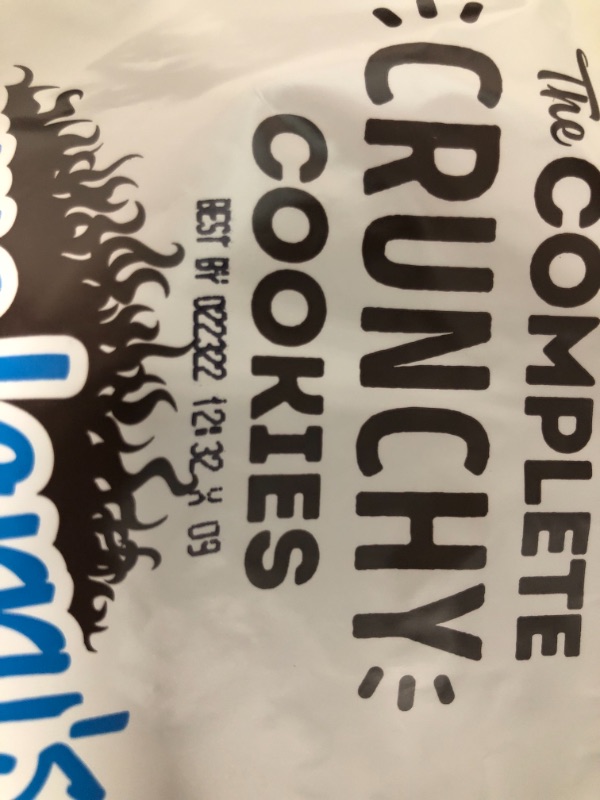 The COMPLETE
CRUNCHY
COOKIES
BEST BY 022322 12:32 X 09